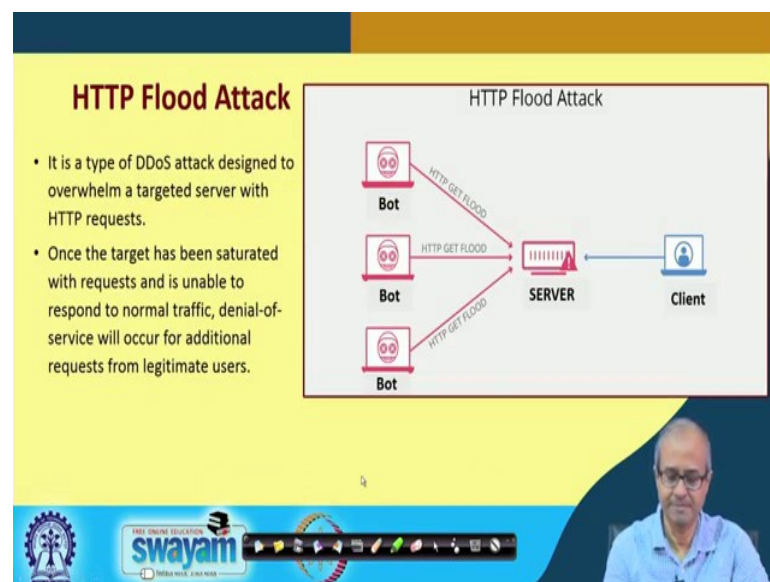 HTTP Flood Attack
• It is a type of DDoS attack designed to
overwhelm a targeted server with
HTTP requests.
• Once the target has been saturated
with requests and is unable to
respond to normal traffic, denial-of-
service will occur for additional
requests from legitimate users.
HTTP Flood Attack
Bot
HTTP GET FLOOD
Bot
HTTP GET FLOOD
Bot
HTTP GET FLOOD
SERVER
Client
FREE ONLINE EDUCATION
swayam